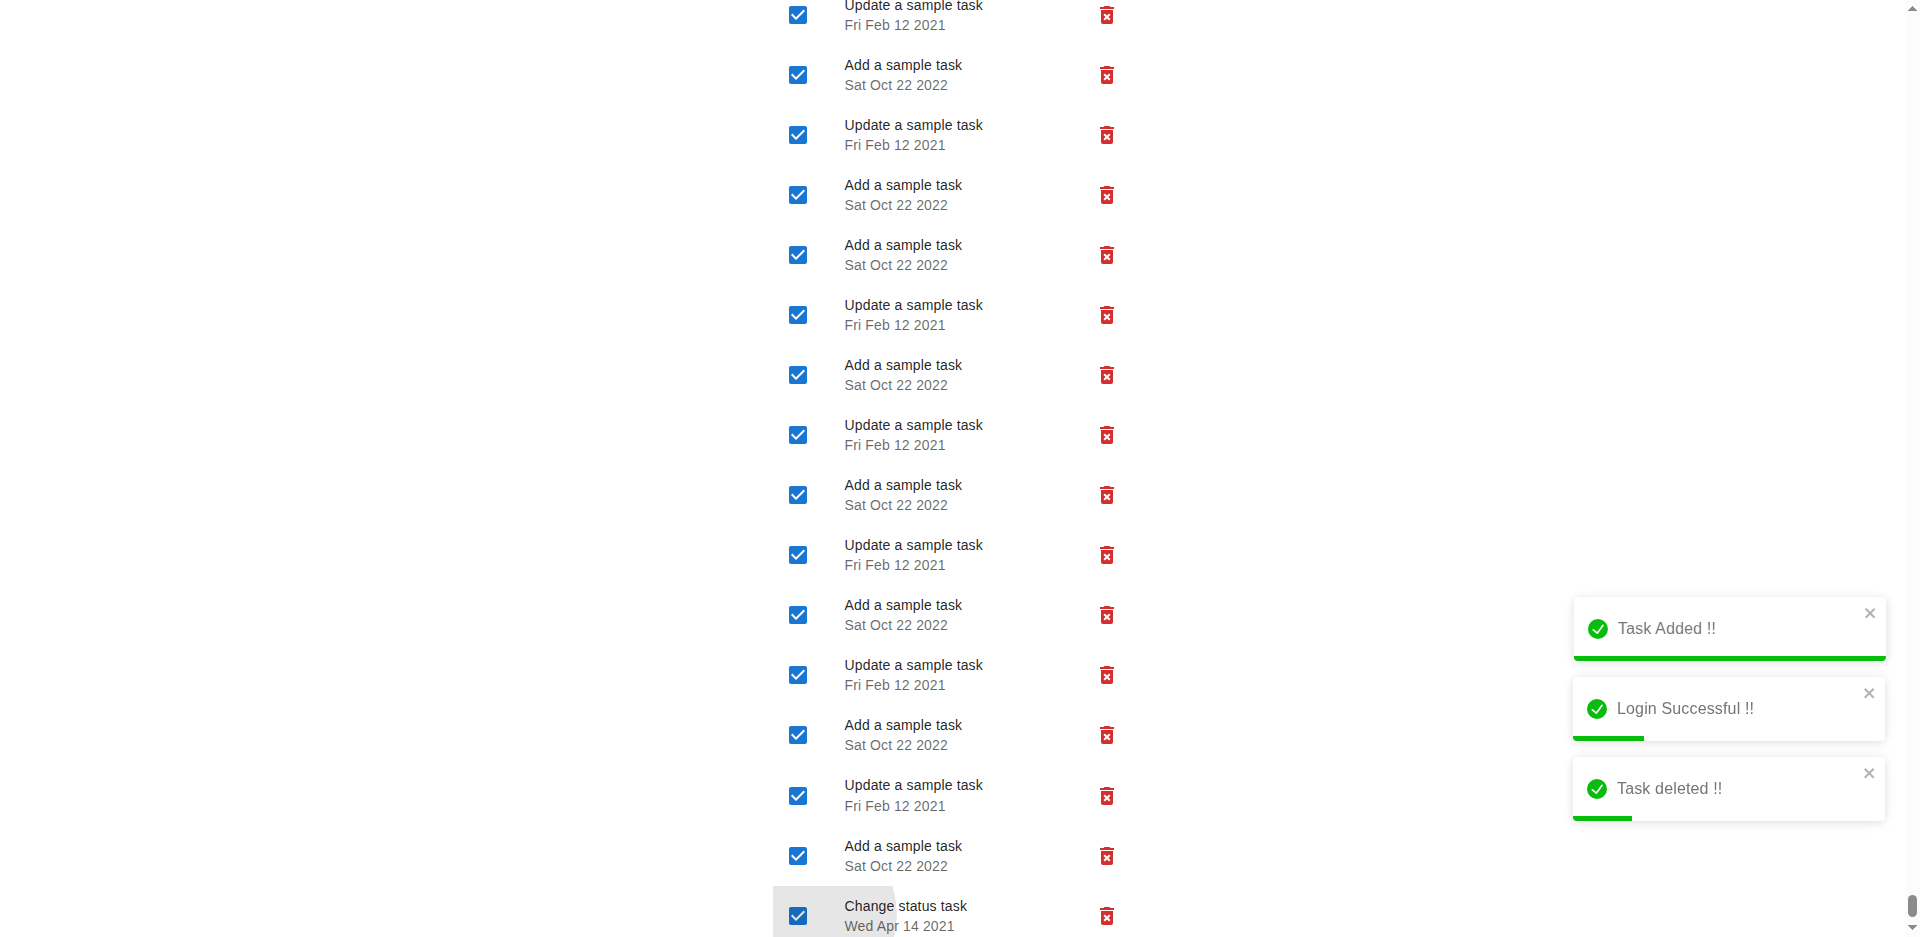 Update a sample task
Fri Feb 12 2021
Add a sample task
Sat Oct 22 2022
Update a sample task
Fri Feb 12 2021
Add a sample task
Sat Oct 22 2022
Add a sample task
Sat Oct 22 2022
Update a sample task
Fri Feb 12 2021
Add a sample task
Sat Oct 22 2022
Update a sample task
Fri Feb 12 2021
Add a sample task
Sat Oct 22 2022
Update a sample task
Fri Feb 12 2021
Add a sample task
Sat Oct 22 2022
Update a sample task
Fri Feb 12 2021
Add a sample task
Sat Oct 22 2022
Update a sample task
Fri Feb 12 2021
Add a sample task
Sat Oct 22 2022
Change status task
Wed Apr 14 2021
Task Added !!
Login Successful !!
Task deleted !!